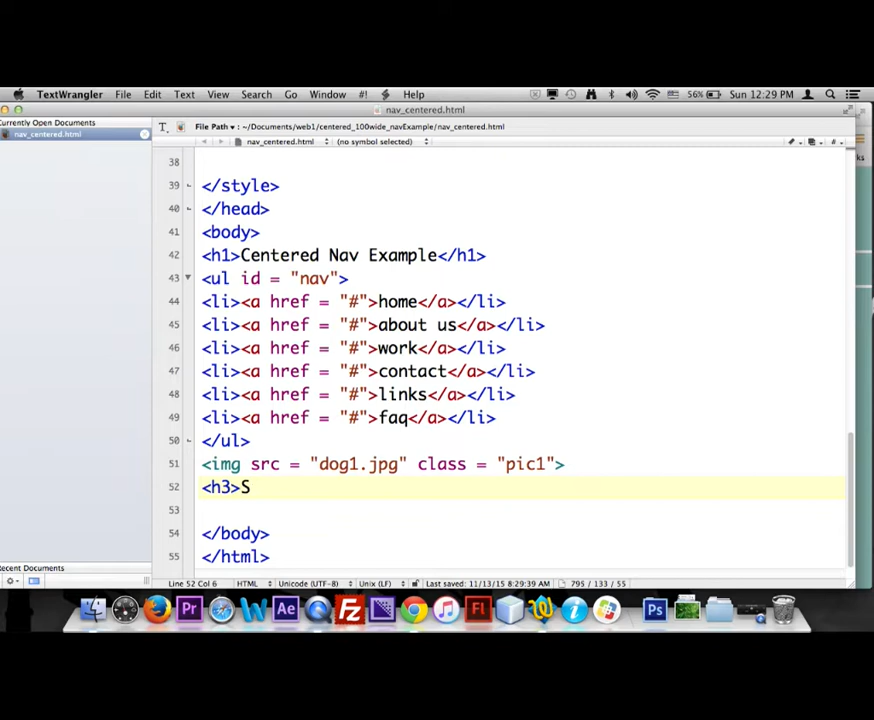 TextWrangler File Edit Text View Search Go Window #! Help 56% Sun 12:29 PM
nav_centered.html
Currently Open Documents
nav_centered.html
File Path ▾ : ~/Documents/web1/centered_100wide_navExample/nav_centered.html
nav_centered.html (no symbol selected)
38
39 </style>
40 </head>
41 <body>
42 <h1>Centered Nav Example</h1>
43 <ul id = "nav">
44 <li><a href = "#">home</a></li>
45 <li><a href = "#">about us</a></li>
46 <li><a href = "#">work</a></li>
47 <li><a href = "#">contact</a></li>
48 <li><a href = "#">links</a></li>
49 <li><a href = "#">faq</a></li>
50 </ul>
51 <img src = "dog1.jpg" class = "pic1">
52 <h3>S
53
54 </body>
55 </html>
Recent Documents
Line 52 Col 6 HTML Unicode (UTF-8) Unix (LF) Last saved: 11/13/15 8:29:39 AM 795 / 133 / 55
Pr W Ae Fz Fl Ps